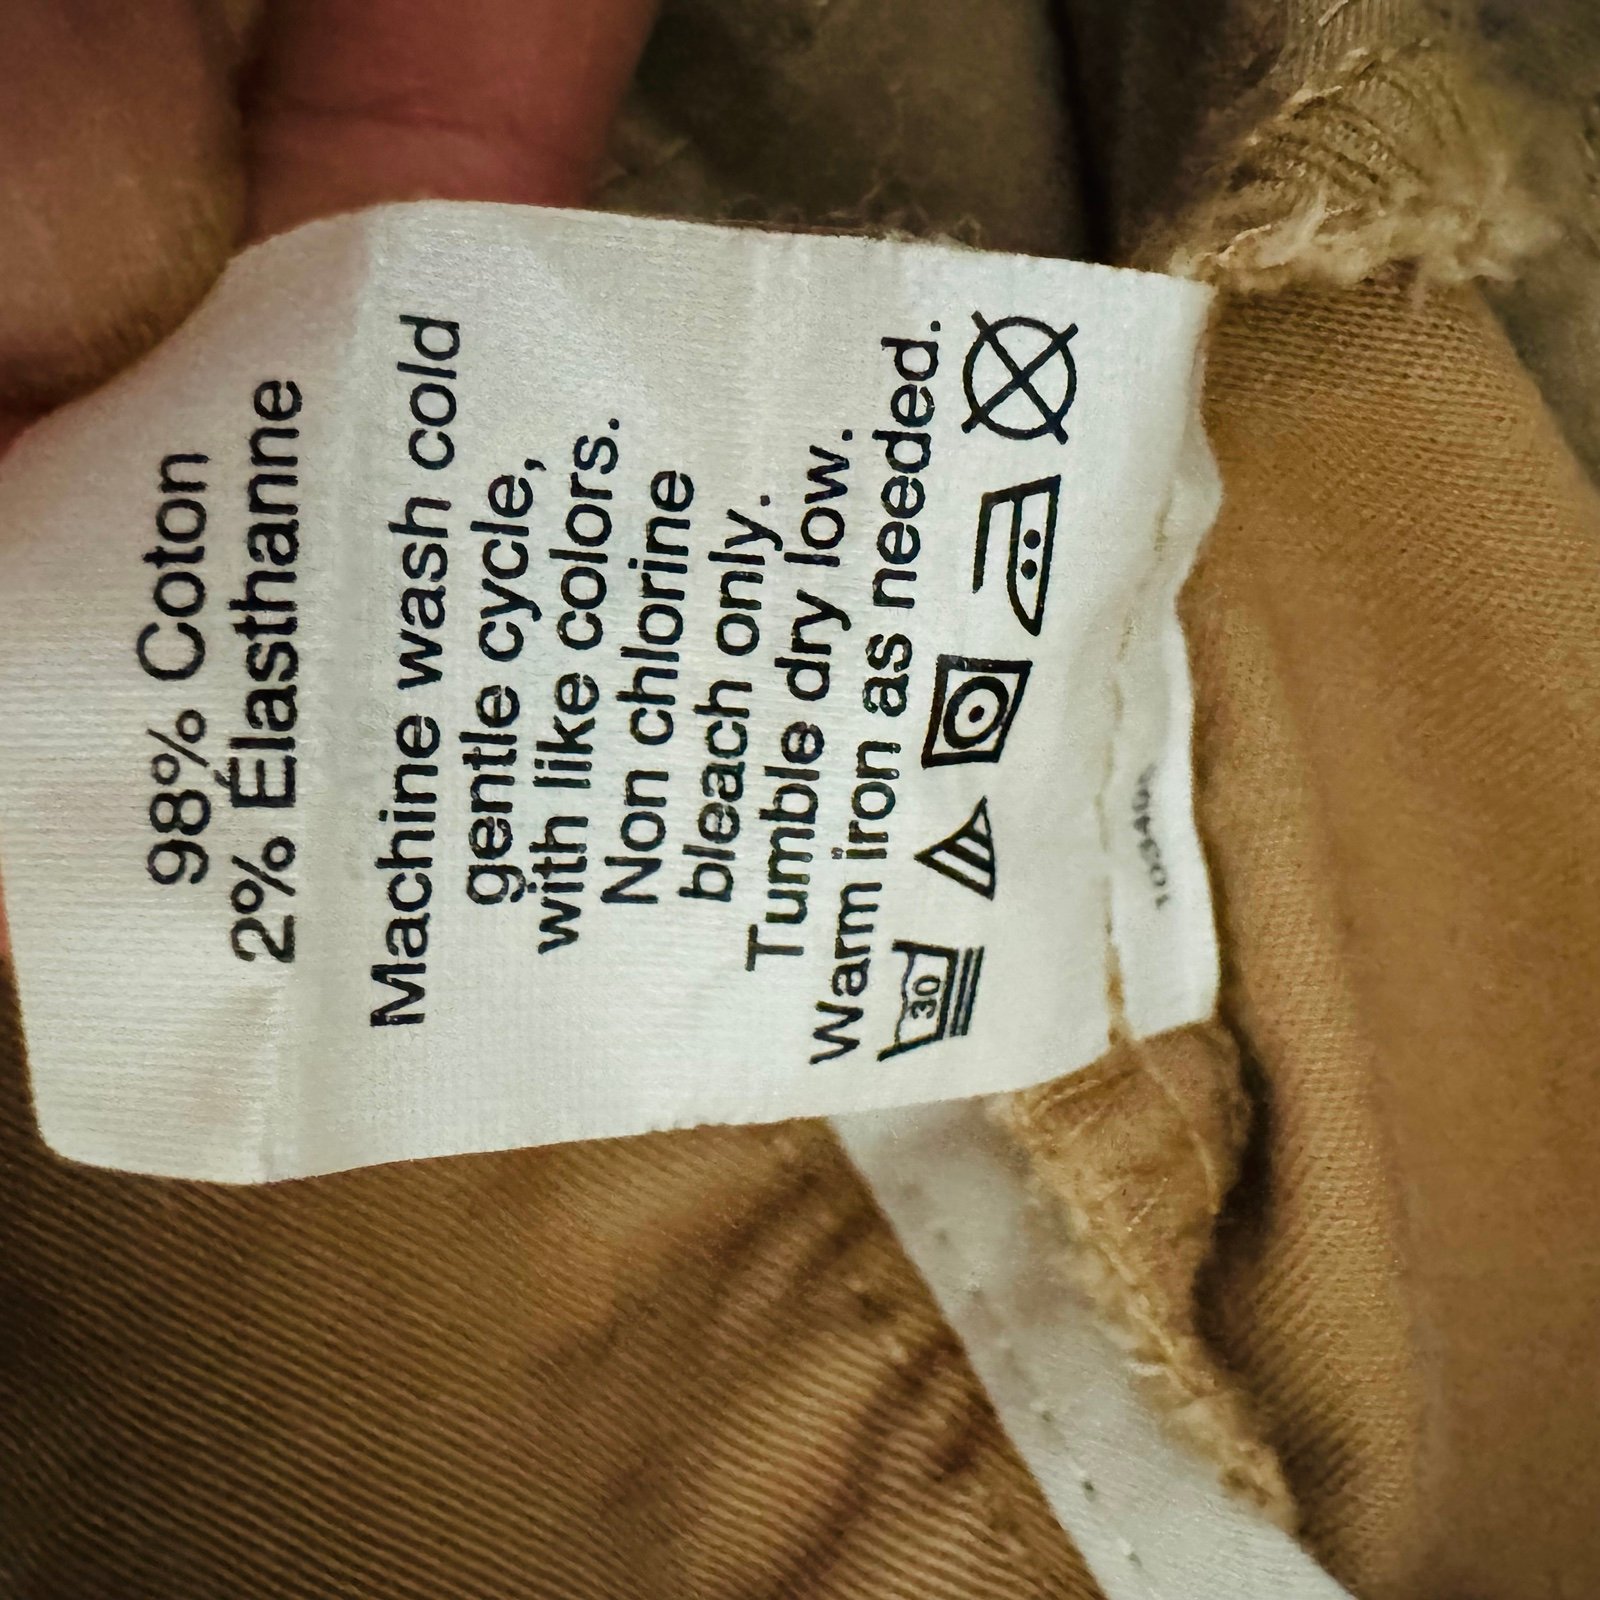 98% Coton
2% Élasthanne
Machine wash cold
gentle cycle,
with like colors.
Non chlorine
bleach only.
Tumble dry low.
Warm iron as needed.
30